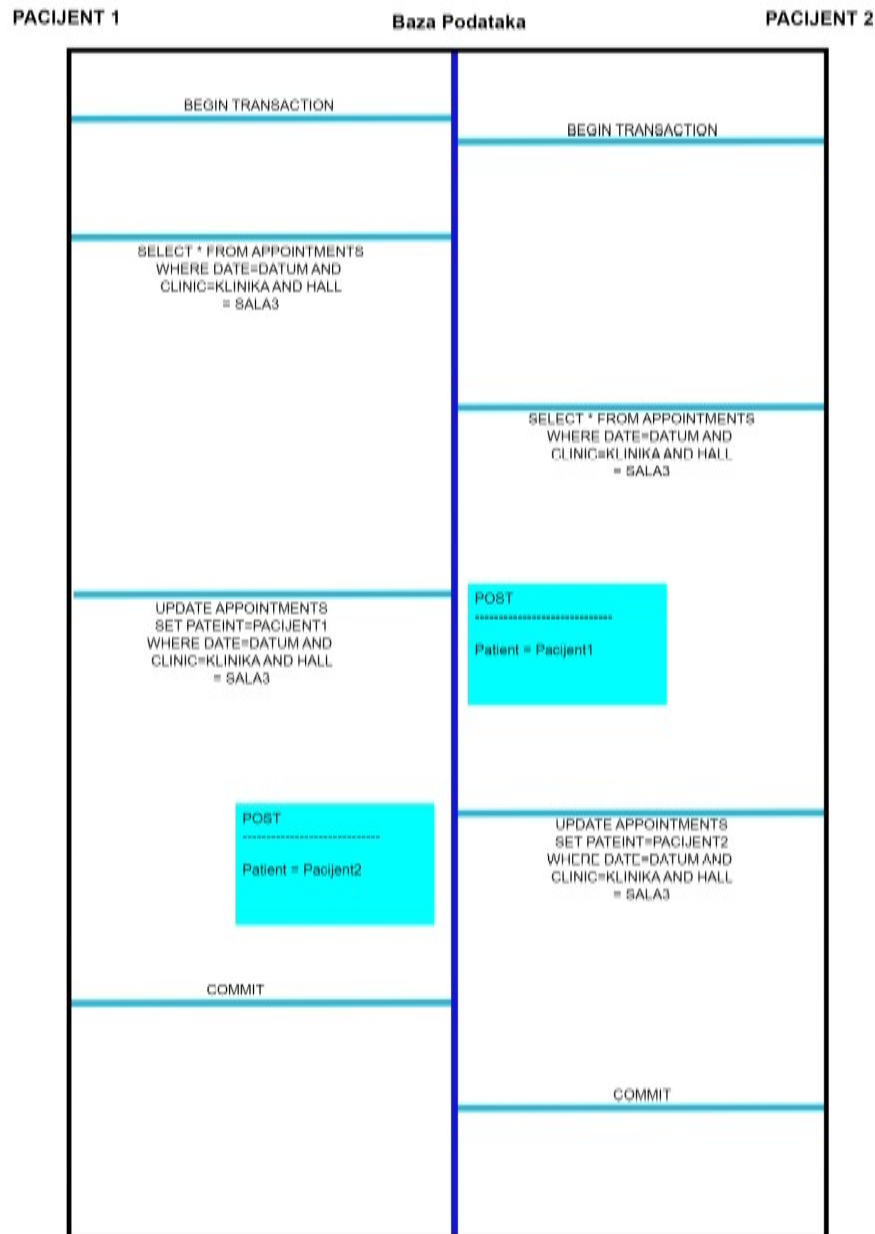 PACIJENT 1
Baza Podataka
PACIJENT 2
BEGIN TRANSACTION
BEGIN TRANSACTION
SELECT * FROM APPOINTMENTS
WHERE DATE=DATUM AND
CLINIC=KLINIKA AND HALL
= SALA3
SELECT * FROM APPOINTMENTS
WHERE DATE=DATUM AND
CLINIC=KLINIKA AND HALL
= SALA3
UPDATE APPOINTMENTS
SET PATEINT=PACIJENT1
WHERE DATE=DATUM AND
CLINIC=KLINIKA AND HALL
= SALA3
POST
-----------------------------
Patient = Pacijent1
POST
-----------------------------
Patient = Pacijent2
UPDATE APPOINTMENTS
SET PATEINT=PACIJENT2
WHERE DATE=DATUM AND
CLINIC=KLINIKA AND HALL
= SALA3
COMMIT
COMMIT